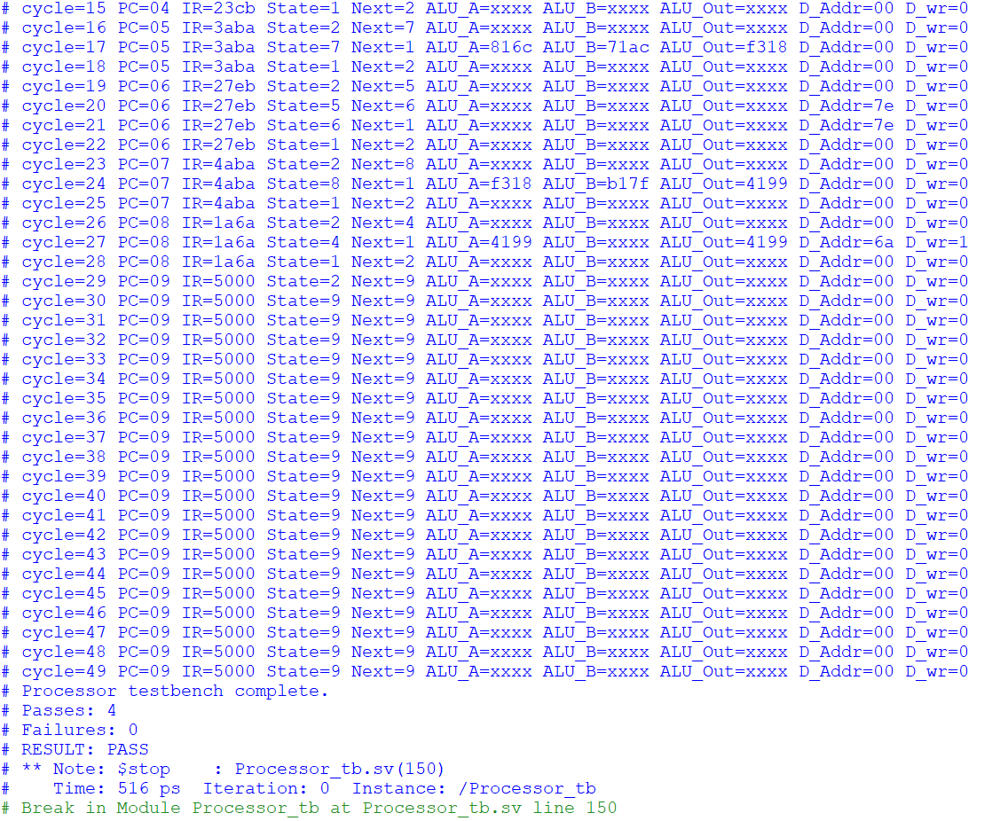 # cycle=15 PC=04 IR=23cb State=1 Next=2 ALU_A=xxxx ALU_B=xxxx ALU_Out=xxxx D_Addr=00 D_wr=0
# cycle=16 PC=05 IR=3aba State=2 Next=7 ALU_A=xxxx ALU_B=xxxx ALU_Out=xxxx D_Addr=00 D_wr=0
# cycle=17 PC=05 IR=3aba State=7 Next=1 ALU_A=816c ALU_B=71ac ALU_Out=f318 D_Addr=00 D_wr=0
# cycle=18 PC=05 IR=3aba State=1 Next=2 ALU_A=xxxx ALU_B=xxxx ALU_Out=xxxx D_Addr=00 D_wr=0
# cycle=19 PC=06 IR=27eb State=2 Next=5 ALU_A=xxxx ALU_B=xxxx ALU_Out=xxxx D_Addr=00 D_wr=0
# cycle=20 PC=06 IR=27eb State=5 Next=6 ALU_A=xxxx ALU_B=xxxx ALU_Out=xxxx D_Addr=7e D_wr=0
# cycle=21 PC=06 IR=27eb State=6 Next=1 ALU_A=xxxx ALU_B=xxxx ALU_Out=xxxx D_Addr=7e D_wr=0
# cycle=22 PC=06 IR=27eb State=1 Next=2 ALU_A=xxxx ALU_B=xxxx ALU_Out=xxxx D_Addr=00 D_wr=0
# cycle=23 PC=07 IR=4aba State=2 Next=8 ALU_A=xxxx ALU_B=xxxx ALU_Out=xxxx D_Addr=00 D_wr=0
# cycle=24 PC=07 IR=4aba State=8 Next=1 ALU_A=f318 ALU_B=b17f ALU_Out=4199 D_Addr=00 D_wr=0
# cycle=25 PC=07 IR=4aba State=1 Next=2 ALU_A=xxxx ALU_B=xxxx ALU_Out=xxxx D_Addr=00 D_wr=0
# cycle=26 PC=08 IR=1a6a State=2 Next=4 ALU_A=xxxx ALU_B=xxxx ALU_Out=xxxx D_Addr=00 D_wr=0
# cycle=27 PC=08 IR=1a6a State=4 Next=1 ALU_A=4199 ALU_B=xxxx ALU_Out=4199 D_Addr=6a D_wr=1
# cycle=28 PC=08 IR=1a6a State=1 Next=2 ALU_A=xxxx ALU_B=xxxx ALU_Out=xxxx D_Addr=00 D_wr=0
# cycle=29 PC=09 IR=5000 State=2 Next=9 ALU_A=xxxx ALU_B=xxxx ALU_Out=xxxx D_Addr=00 D_wr=0
# cycle=30 PC=09 IR=5000 State=9 Next=9 ALU_A=xxxx ALU_B=xxxx ALU_Out=xxxx D_Addr=00 D_wr=0
# cycle=31 PC=09 IR=5000 State=9 Next=9 ALU_A=xxxx ALU_B=xxxx ALU_Out=xxxx D_Addr=00 D_wr=0
# cycle=32 PC=09 IR=5000 State=9 Next=9 ALU_A=xxxx ALU_B=xxxx ALU_Out=xxxx D_Addr=00 D_wr=0
# cycle=33 PC=09 IR=5000 State=9 Next=9 ALU_A=xxxx ALU_B=xxxx ALU_Out=xxxx D_Addr=00 D_wr=0
# cycle=34 PC=09 IR=5000 State=9 Next=9 ALU_A=xxxx ALU_B=xxxx ALU_Out=xxxx D_Addr=00 D_wr=0
# cycle=35 PC=09 IR=5000 State=9 Next=9 ALU_A=xxxx ALU_B=xxxx ALU_Out=xxxx D_Addr=00 D_wr=0
# cycle=36 PC=09 IR=5000 State=9 Next=9 ALU_A=xxxx ALU_B=xxxx ALU_Out=xxxx D_Addr=00 D_wr=0
# cycle=37 PC=09 IR=5000 State=9 Next=9 ALU_A=xxxx ALU_B=xxxx ALU_Out=xxxx D_Addr=00 D_wr=0
# cycle=38 PC=09 IR=5000 State=9 Next=9 ALU_A=xxxx ALU_B=xxxx ALU_Out=xxxx D_Addr=00 D_wr=0
# cycle=39 PC=09 IR=5000 State=9 Next=9 ALU_A=xxxx ALU_B=xxxx ALU_Out=xxxx D_Addr=00 D_wr=0
# cycle=40 PC=09 IR=5000 State=9 Next=9 ALU_A=xxxx ALU_B=xxxx ALU_Out=xxxx D_Addr=00 D_wr=0
# cycle=41 PC=09 IR=5000 State=9 Next=9 ALU_A=xxxx ALU_B=xxxx ALU_Out=xxxx D_Addr=00 D_wr=0
# cycle=42 PC=09 IR=5000 State=9 Next=9 ALU_A=xxxx ALU_B=xxxx ALU_Out=xxxx D_Addr=00 D_wr=0
# cycle=43 PC=09 IR=5000 State=9 Next=9 ALU_A=xxxx ALU_B=xxxx ALU_Out=xxxx D_Addr=00 D_wr=0
# cycle=44 PC=09 IR=5000 State=9 Next=9 ALU_A=xxxx ALU_B=xxxx ALU_Out=xxxx D_Addr=00 D_wr=0
# cycle=45 PC=09 IR=5000 State=9 Next=9 ALU_A=xxxx ALU_B=xxxx ALU_Out=xxxx D_Addr=00 D_wr=0
# cycle=46 PC=09 IR=5000 State=9 Next=9 ALU_A=xxxx ALU_B=xxxx ALU_Out=xxxx D_Addr=00 D_wr=0
# cycle=47 PC=09 IR=5000 State=9 Next=9 ALU_A=xxxx ALU_B=xxxx ALU_Out=xxxx D_Addr=00 D_wr=0
# cycle=48 PC=09 IR=5000 State=9 Next=9 ALU_A=xxxx ALU_B=xxxx ALU_Out=xxxx D_Addr=00 D_wr=0
# cycle=49 PC=09 IR=5000 State=9 Next=9 ALU_A=xxxx ALU_B=xxxx ALU_Out=xxxx D_Addr=00 D_wr=0
# Processor testbench complete.
# Passes: 4
# Failures: 0
# RESULT: PASS
# ** Note: $stop    : Processor_tb.sv(150)
#    Time: 516 ps  Iteration: 0  Instance: /Processor_tb
# Break in Module Processor_tb at Processor_tb.sv line 150